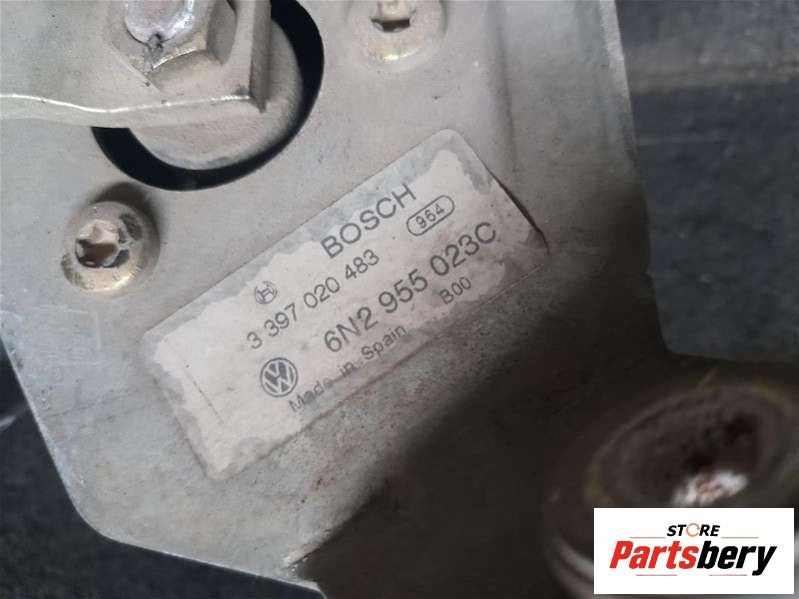 BOSCH
3 397 020 483 964
6N2 955 023C
Made in Spain B00
STORE
Partsbery